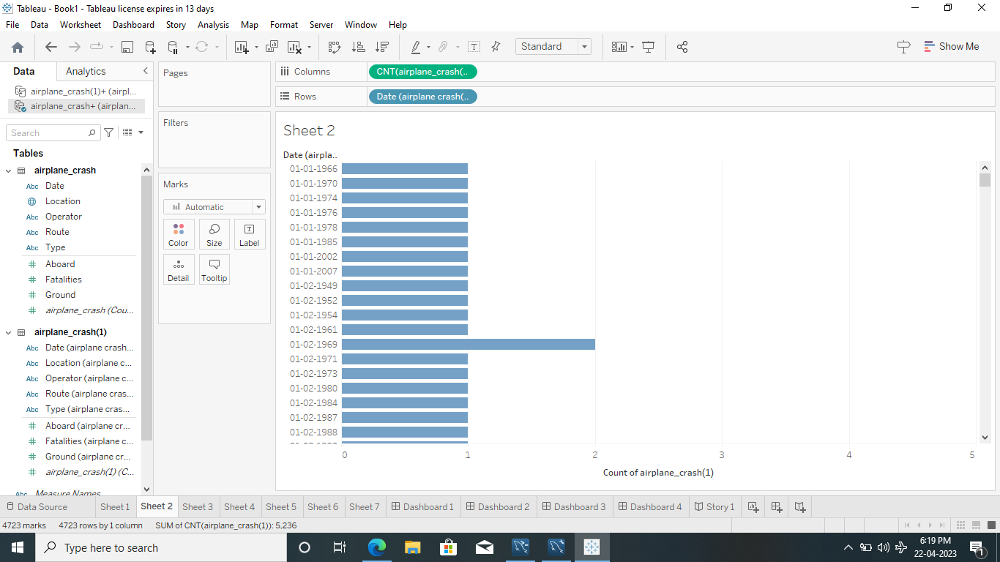 Tableau - Book1 - Tableau license expires in 13 days
File Data Worksheet Dashboard Story Analysis Map Format Server Window Help
Standard
Show Me
Data Analytics
airplane_crash(1)+ (airpl...
airplane_crash+ (airplan...
Search
Tables
airplane_crash
Abc Date
Location
Abc Operator
Abc Route
Abc Type
# Aboard
# Fatalities
# Ground
# airplane_crash (Cou...
airplane_crash(1)
Abc Date (airplane crash...
Abc Location (airplane c...
Abc Operator (airplane c...
Abc Route (airplane cras...
Abc Type (airplane cras...
# Aboard (airplane cr...
# Fatalities (airplane c...
# Ground (airplane cr...
# airplane_crash(1) (C...
Abc Measure Names
Pages
Filters
Marks
Automatic
Color Size Label
Detail Tooltip
Columns CNT(airplane_crash(..
Rows Date (airplane crash(..
Sheet 2
Date (airpla..
01-01-1966
01-01-1970
01-01-1974
01-01-1976
01-01-1978
01-01-1985
01-01-2002
01-01-2007
01-02-1949
01-02-1952
01-02-1954
01-02-1961
01-02-1969
01-02-1971
01-02-1973
01-02-1980
01-02-1984
01-02-1987
01-02-1988
0 1 2 3 4 5
Count of airplane_crash(1)
Data Source Sheet 1 Sheet 2 Sheet 3 Sheet 4 Sheet 5 Sheet 6 Sheet 7 Dashboard 1 Dashboard 2 Dashboard 3 Dashboard 4 Story 1
4723 marks 4723 rows by 1 column SUM of CNT(airplane_crash(1)): 5,236
Type here to search
6:19 PM
22-04-2023
1